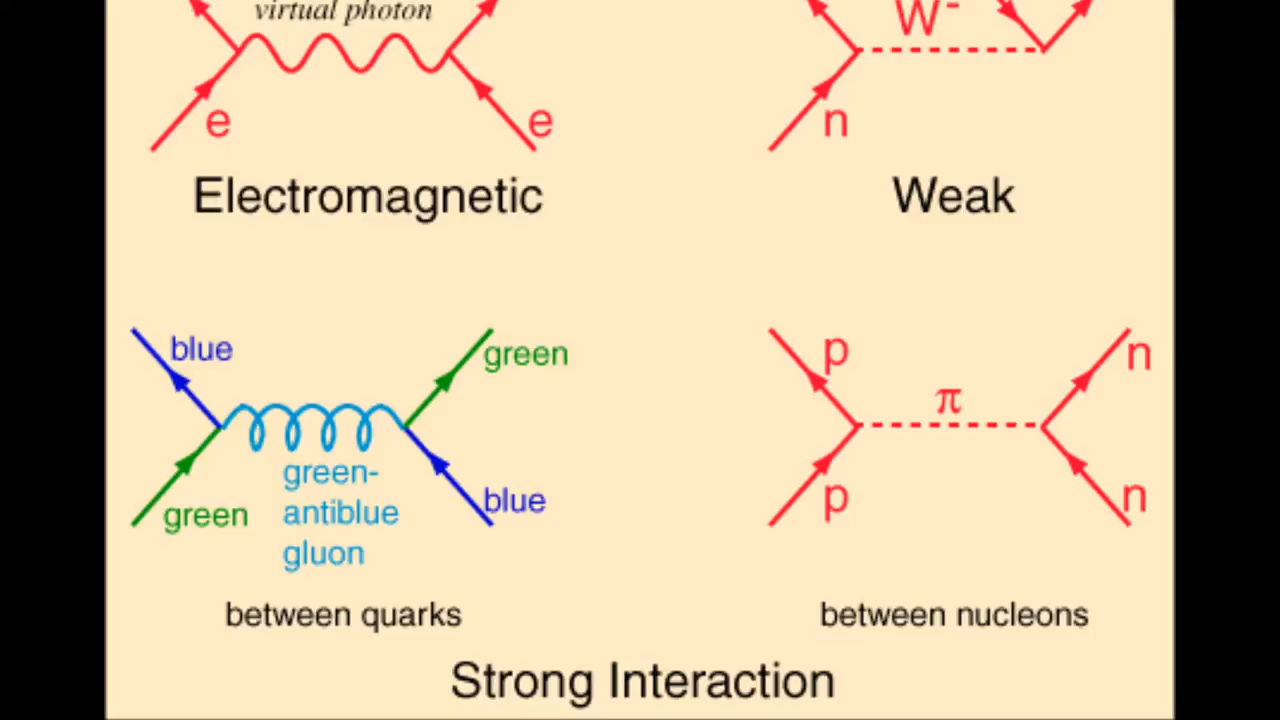 virtual photon
W-
e
e
n
Electromagnetic
Weak
blue
green
p
n
π
green-
antiblue
gluon
green
blue
p
n
between quarks
between nucleons
Strong Interaction